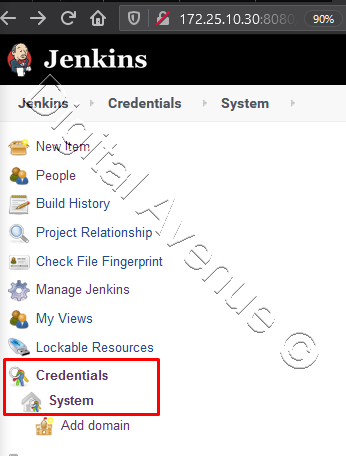 172.25.10.30:8080
90%
Jenkins
Jenkins Credentials System
New Item
People
Build History
Project Relationship
Check File Fingerprint
Manage Jenkins
My Views
Lockable Resources
Credentials
System
Add domain
Digital Avenue ©